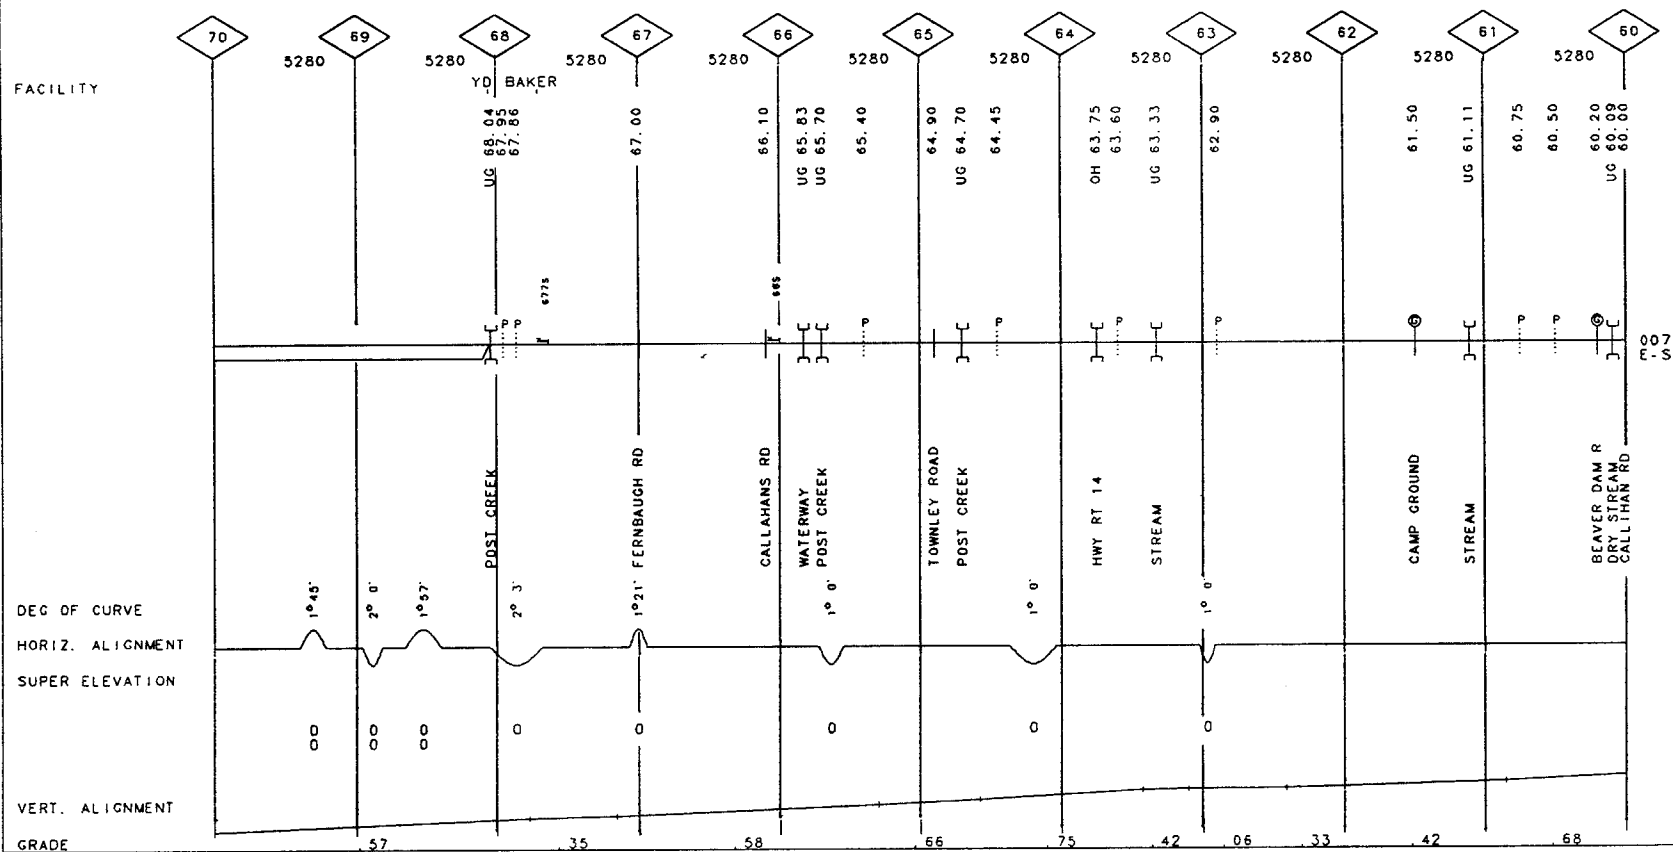 70 69 68 67 66 65 64 63 62 61 60
5280 5280 5280 5280 5280 5280 5280 5280 5280 5280
FACILITY
YD BAKER
UG 68.04
67.95
67.86
67.00
66.10
UG 65.83
UG 65.70
65.40
64.90
UG 64.70
64.45
OH 63.75
63.60
UG 63.33
62.90
61.50
UG 61.11
60.75
60.50
60.20
UG 60.09
60.00
677S
66S
P P P P P P P P
G G
007
E-S
POST CREEK
FERNBAUGH RD
CALLAHANS RD
WATERWAY
POST CREEK
TOWNLEY ROAD
POST CREEK
HWY RT 14
STREAM
CAMP GROUND
STREAM
BEAVER DAM R
DRY STREAM
CALLIHAN RD
DEG OF CURVE
1°45' 2° 0' 1°57' 2° 3' 1°21' 1° 0' 1° 0' 1° 0'
HORIZ. ALIGNMENT
SUPER ELEVATION
0 0 0 0 0 0 0 0
0 0 0
VERT. ALIGNMENT
GRADE .57 .35 .58 .66 .75 .42 .06 .33 .42 .68